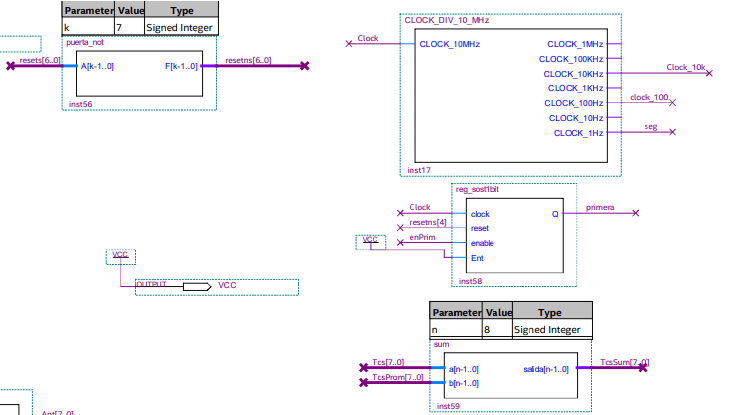 Parameter Value Type
k 7 Signed Integer
puerta_not
resets[6..0] A[k-1..0] F[k-1..0] resetns[6..0]
inst56
CLOCK_DIV_10_MHz
Clock CLOCK_10MHz CLOCK_1MHz
CLOCK_100KHz
CLOCK_10KHz Clock_10k
CLOCK_1KHz
CLOCK_100Hz clock_100
CLOCK_10Hz
CLOCK_1Hz seg
inst17
reg_sost1bit
Clock clock Q primera
resetns[4] reset
VCC enPrim enable
Ent
inst58
VCC
OUTPUT VCC
Parameter Value Type
n 8 Signed Integer
sum
Tcs[7..0] a[n-1..0] salida[n-1..0] TcsSum[7..0]
TcsProm[7..0] b[n-1..0]
inst59
Ant[7..0]